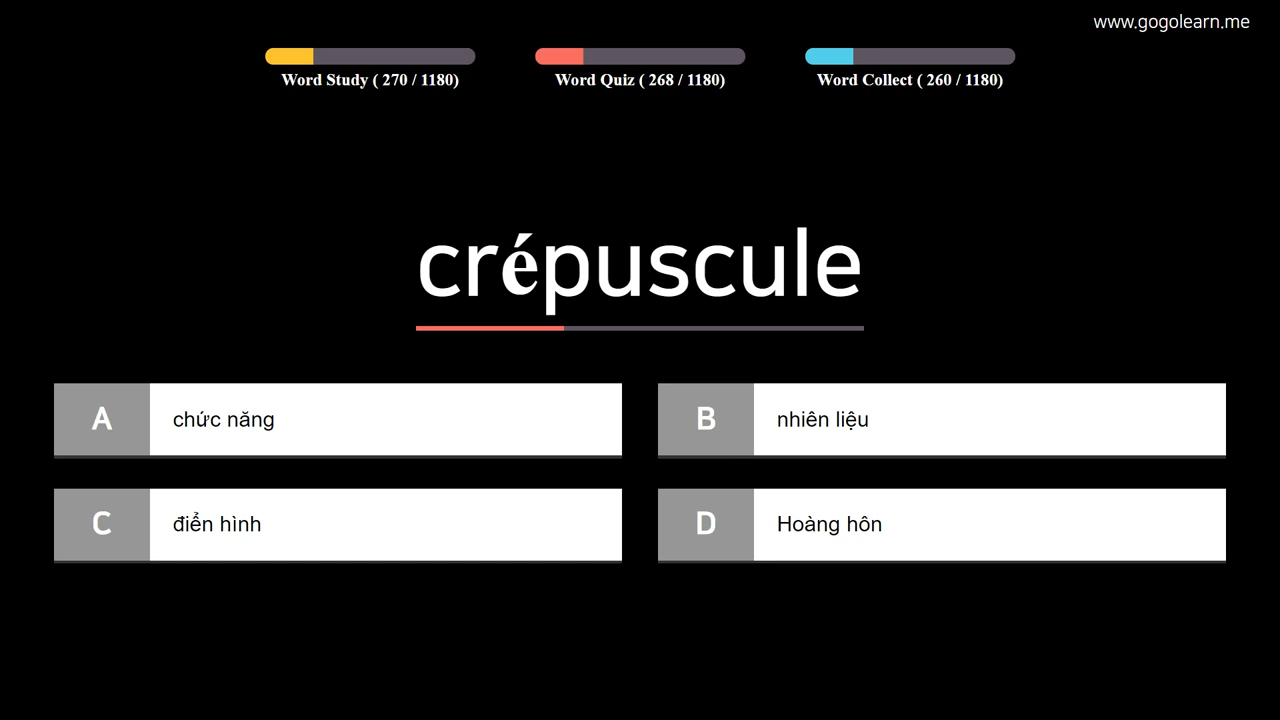 www.gogolearn.me
Word Study ( 270 / 1180)
Word Quiz ( 268 / 1180)
Word Collect ( 260 / 1180)
crépuscule
A
chức năng
B
nhiên liệu
C
điển hình
D
Hoàng hôn